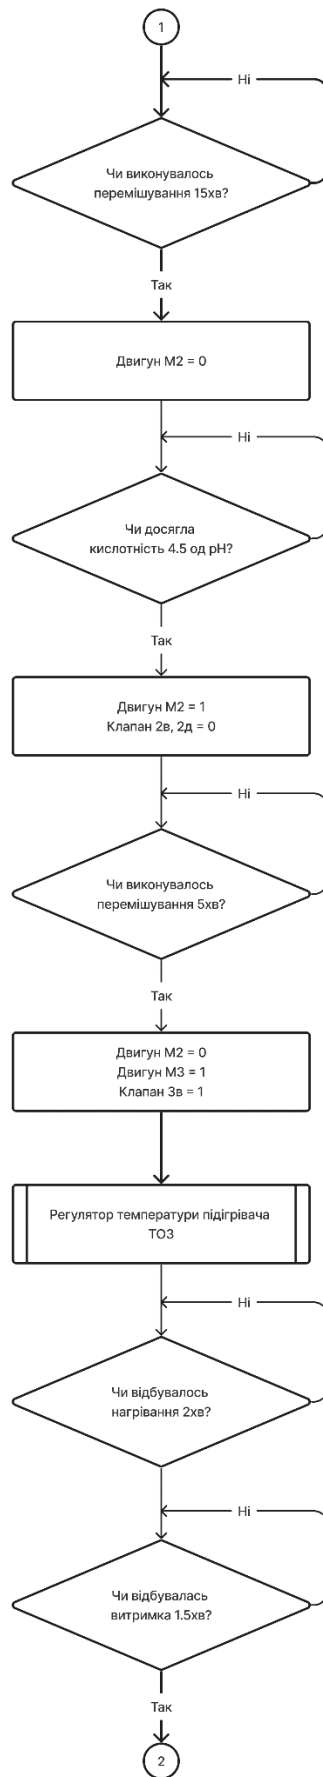 1
Ні
Чи виконувалось
перемішування 15хв?
Так
Двигун М2 = 0
Ні
Чи досягла
кислотність 4.5 од pH?
Так
Двигун М2 = 1
Клапан 2в, 2д = 0
Ні
Чи виконувалось
перемішування 5хв?
Так
Двигун М2 = 0
Двигун М3 = 1
Клапан 3в = 1
Регулятор температури підігрівача
ТО3
Ні
Чи відбувалось
нагрівання 2хв?
Ні
Чи відбувалась
витримка 1.5хв?
Так
2